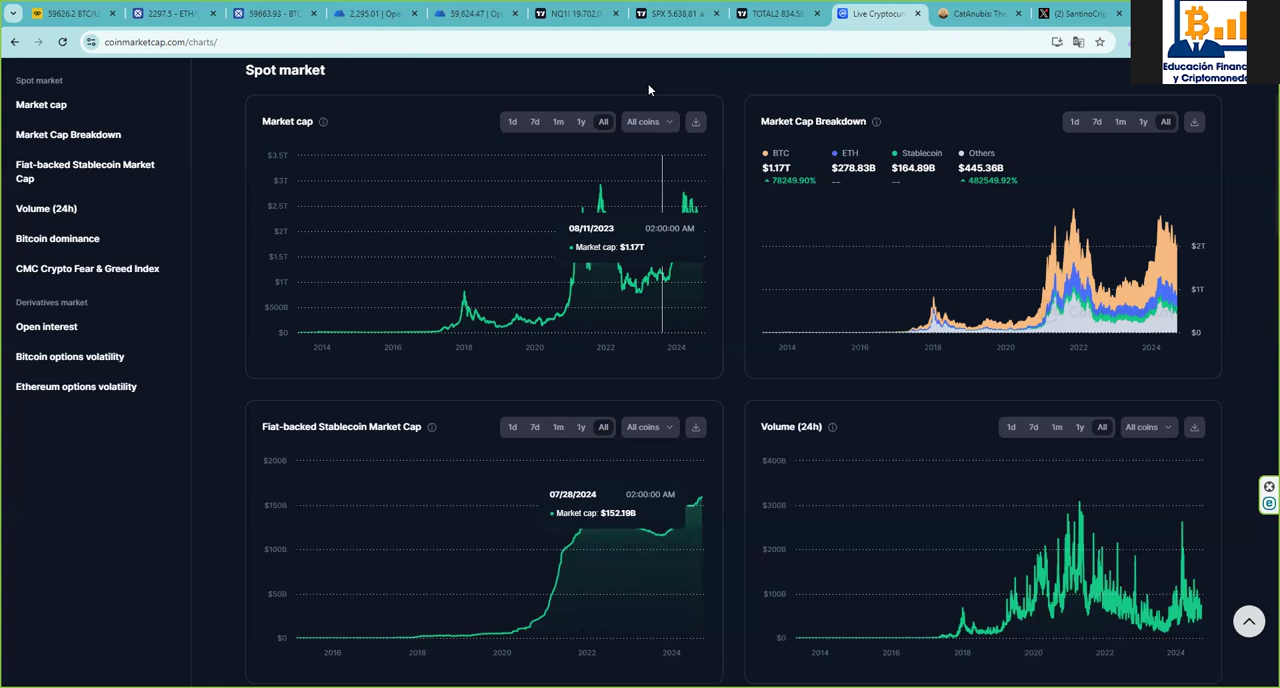 59626.2 BTC/U
2297.5 - ETH
59663.93 - BTC
2,295.01 | Ope
59,624.47 | Op
NQ1! 19.702,0
SPX 5.638,81
TOTAL2 834.5
Live Cryptocur
CatAnubis: The
(2) SantinoCrip
coinmarketcap.com/charts/
Educación Financ
y Criptomoneda
Spot market
Market cap
Market Cap Breakdown
Fiat-backed Stablecoin Market
Cap
Volume (24h)
Bitcoin dominance
CMC Crypto Fear & Greed Index
Derivatives market
Open interest
Bitcoin options volatility
Ethereum options volatility
Spot market
Market cap
1d 7d 1m 1y All
All coins
$3.5T
$3T
$2.5T
$2T
$1.5T
$1T
$500B
$0
08/11/2023 02:00:00 AM
Market cap: $1.17T
2014 2016 2018 2020 2022 2024
Market Cap Breakdown
1d 7d 1m 1y All
BTC ETH Stablecoin Others
$1.17T $278.83B $164.89B $445.36B
78249.90% -- -- 482549.92%
$2T
$1T
$0
2014 2016 2018 2020 2022 2024
Fiat-backed Stablecoin Market Cap
1d 7d 1m 1y All
All coins
$200B
$150B
$100B
$50B
$0
07/28/2024 02:00:00 AM
Market cap: $152.19B
2016 2018 2020 2022 2024
Volume (24h)
1d 7d 1m 1y All
All coins
$400B
$300B
$200B
$100B
$0
2014 2016 2018 2020 2022 2024